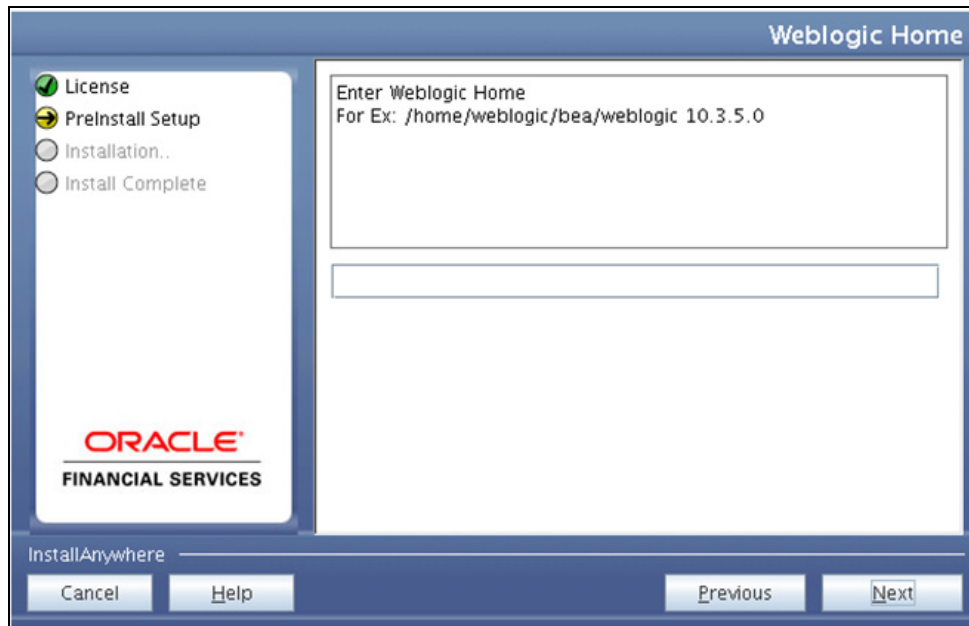 Weblogic Home
License
PreInstall Setup
Installation..
Install Complete
Enter Weblogic Home
For Ex: /home/weblogic/bea/weblogic 10.3.5.0
ORACLE
FINANCIAL SERVICES
InstallAnywhere
Cancel
Help
Previous
Next